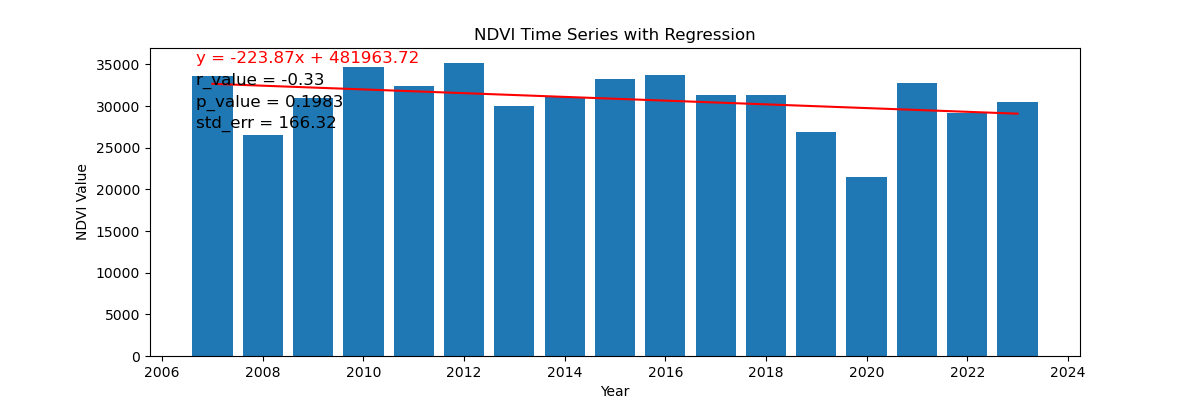 NDVI Time Series with Regression
y = -223.87x + 481963.72
r_value = -0.33
p_value = 0.1983
std_err = 166.32
NDVI Value
35000
30000
25000
20000
15000
10000
5000
0
2006 2008 2010 2012 2014 2016 2018 2020 2022 2024
Year